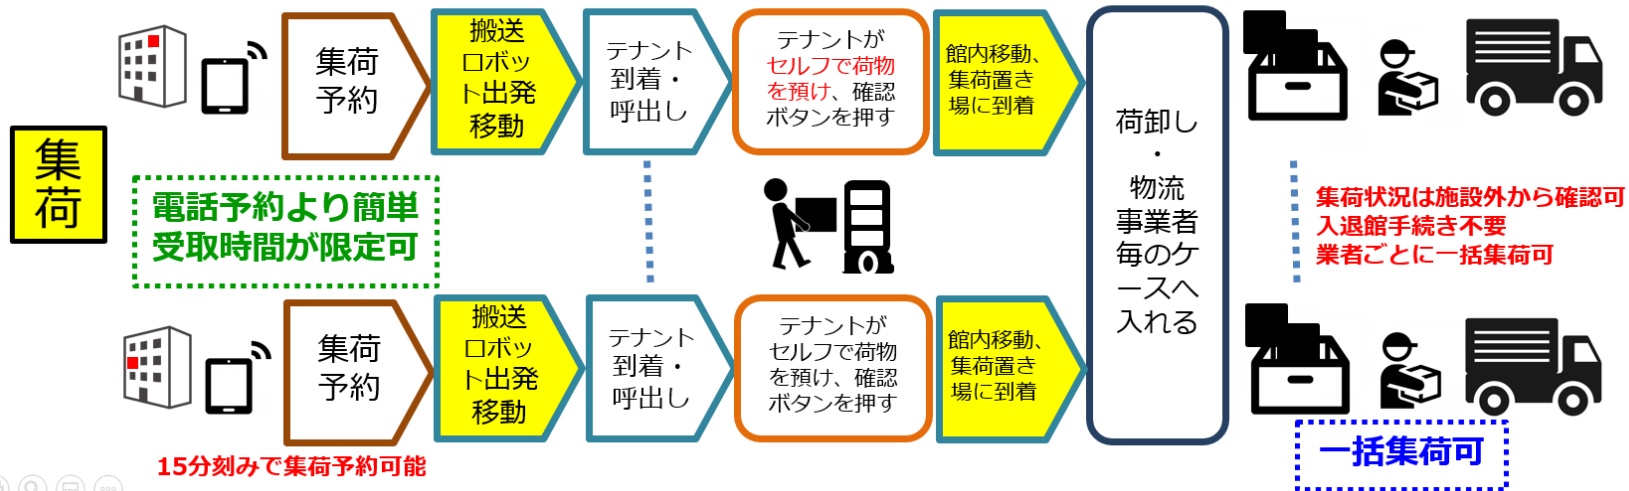 集荷
集荷
予約
搬送
ロボッ
ト出発
移動
テナント
到着・
呼出し
テナントが
セルフで荷物
を預け、確認
ボタンを押す
館内移動、
集荷置き
場に到着
荷卸し
・
物流
事業者
毎のケ
ースへ
入れる
電話予約より簡単
受取時間が限定可
集荷状況は施設外から確認可
入退館手続き不要
業者ごとに一括集荷可
集荷
予約
搬送
ロボッ
ト出発
移動
テナント
到着・
呼出し
テナントが
セルフで荷物
を預け、確認
ボタンを押す
館内移動、
集荷置き
場に到着
15分刻みで集荷予約可能
一括集荷可